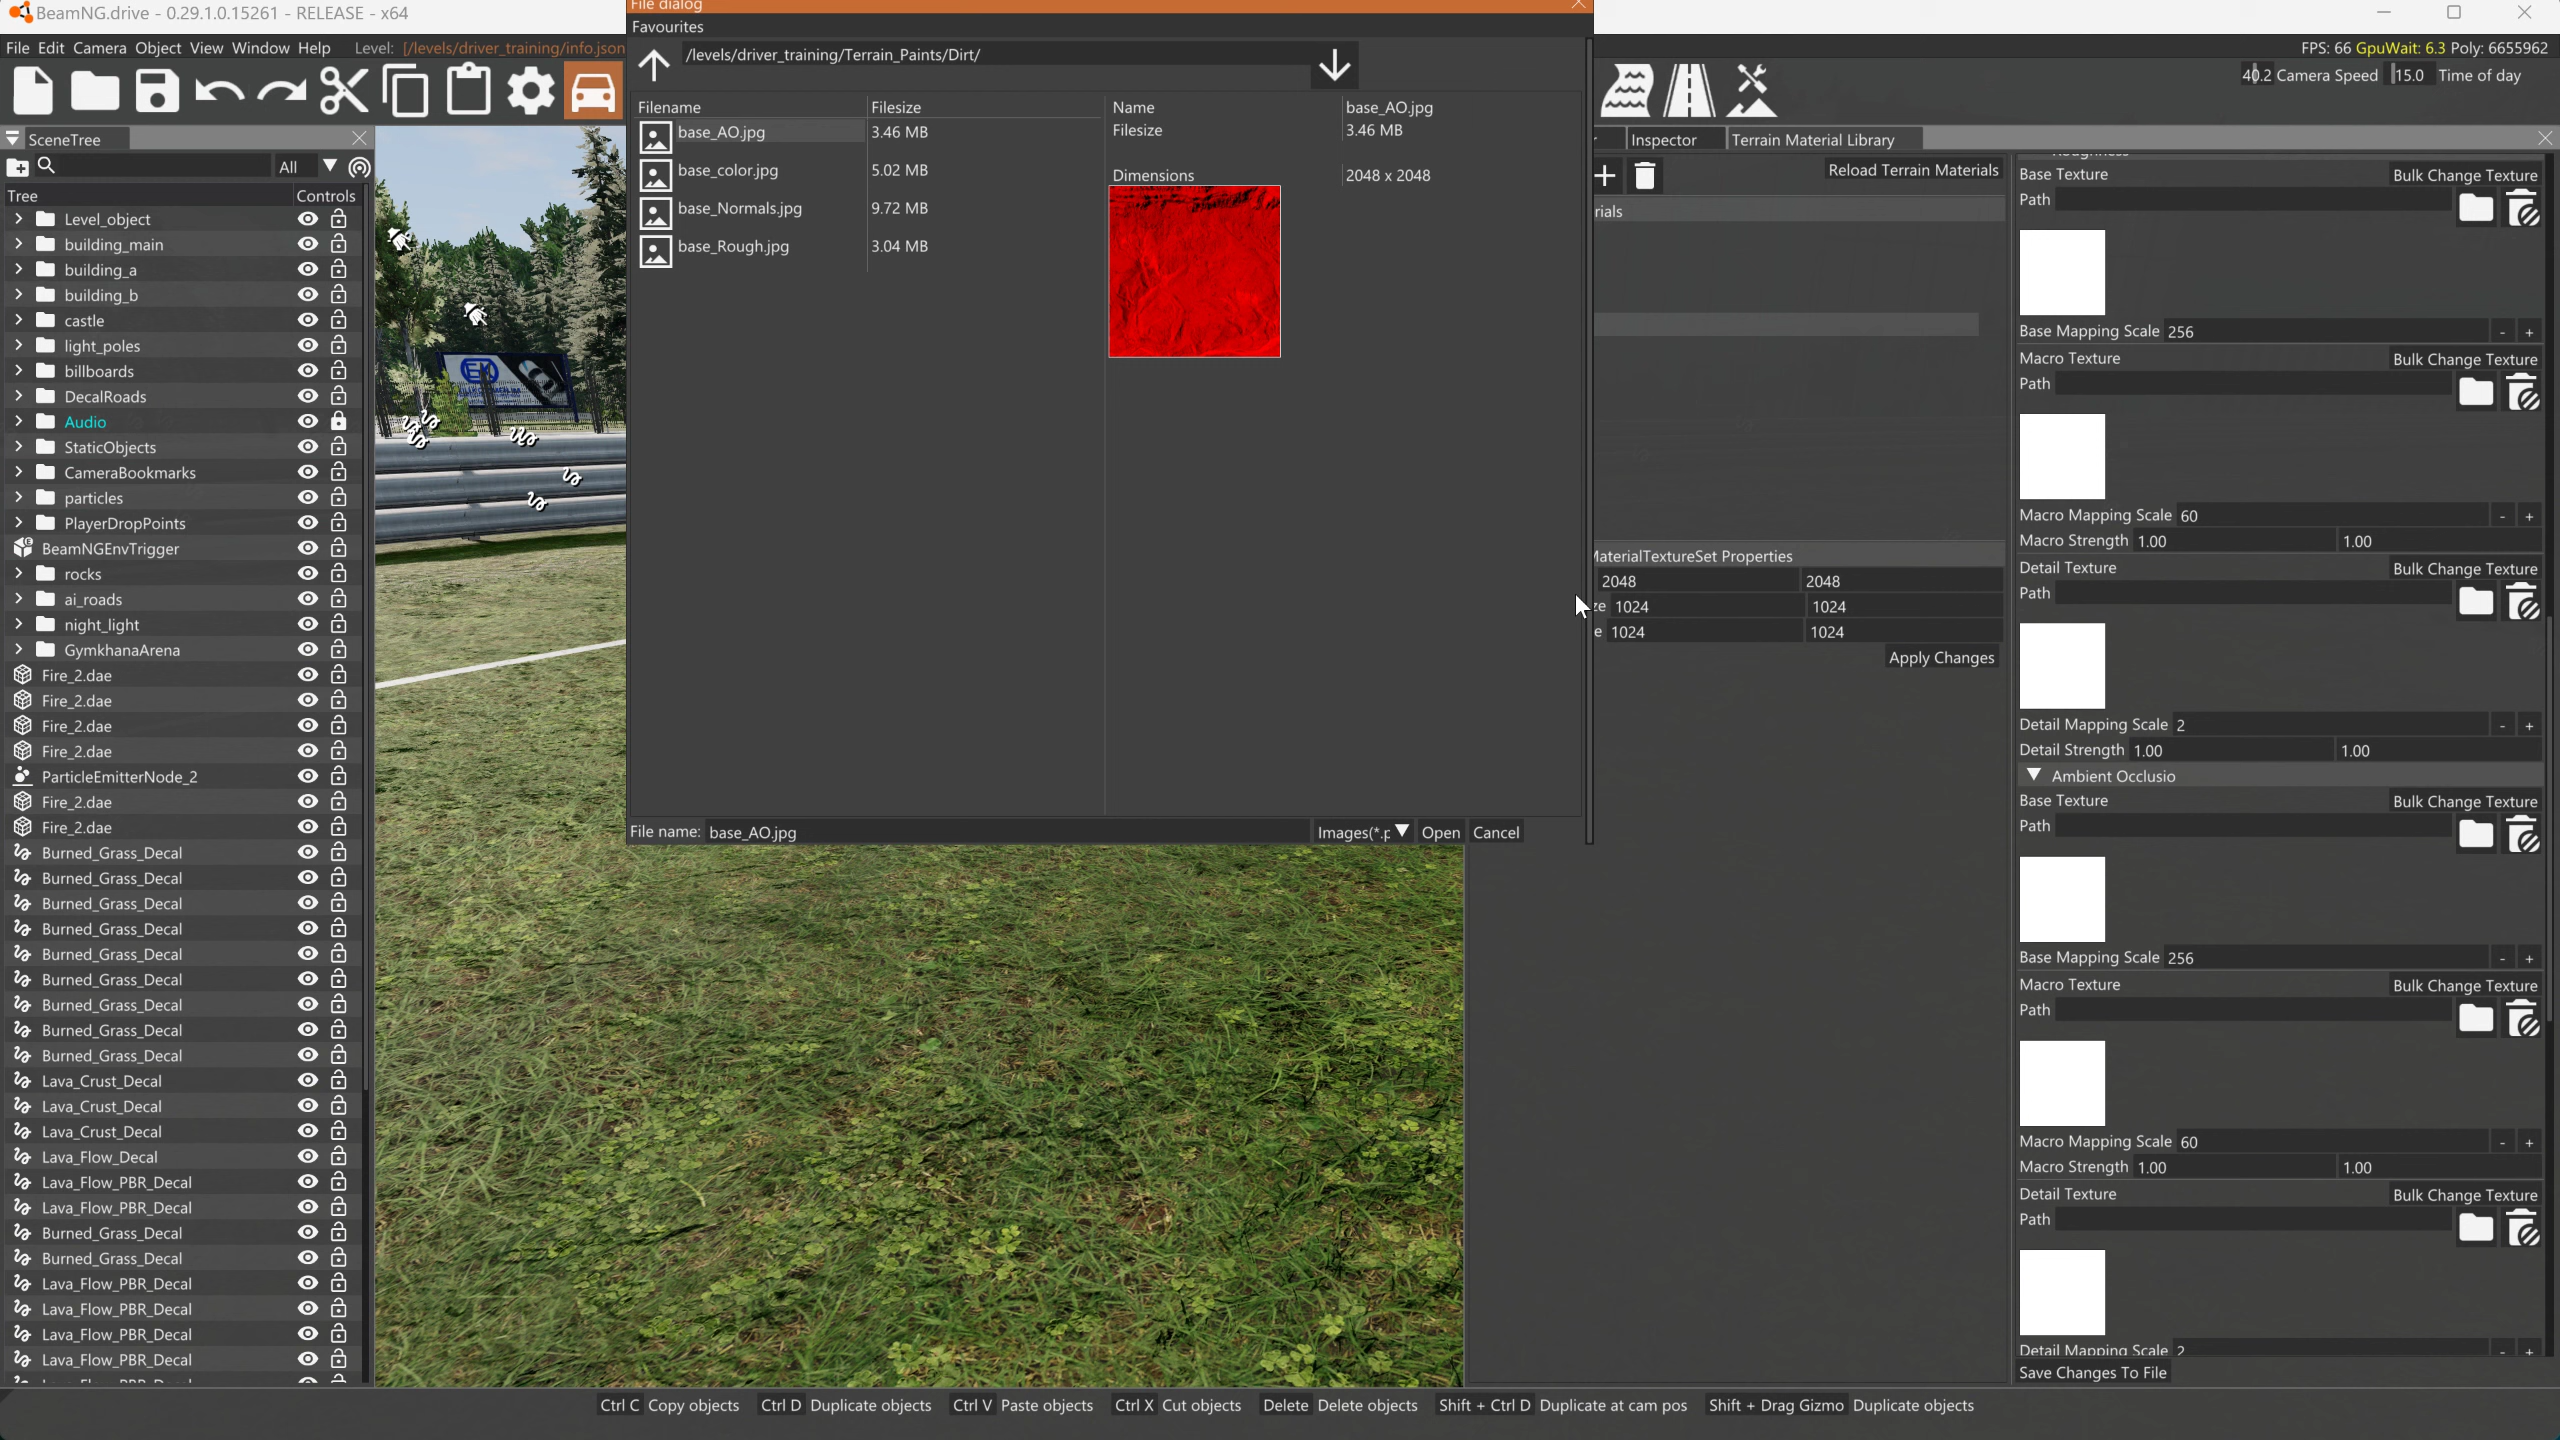 BeamNG.drive - 0.29.1.0.15261 - RELEASE - x64
File Edit Camera Object View Window Help Level: [/levels/driver_training/info.json
FPS: 66 GpuWait: 6.3 Poly: 6655962
40.2 Camera Speed 15.0 Time of day
File dialog
Favourites
/levels/driver_training/Terrain_Paints/Dirt/
Filename Filesize
base_AO.jpg 3.46 MB
base_color.jpg 5.02 MB
base_Normals.jpg 9.72 MB
base_Rough.jpg 3.04 MB
Name base_AO.jpg
Filesize 3.46 MB
Dimensions 2048 x 2048
File name: base_AO.jpg Images(*.p Open Cancel
SceneTree
All
Tree Controls
Level_object
building_main
building_a
building_b
castle
light_poles
billboards
DecalRoads
Audio
StaticObjects
CameraBookmarks
particles
PlayerDropPoints
BeamNGEnvTrigger
rocks
ai_roads
night_light
GymkhanaArena
Fire_2.dae
Fire_2.dae
Fire_2.dae
Fire_2.dae
ParticleEmitterNode_2
Fire_2.dae
Fire_2.dae
Burned_Grass_Decal
Burned_Grass_Decal
Burned_Grass_Decal
Burned_Grass_Decal
Burned_Grass_Decal
Burned_Grass_Decal
Burned_Grass_Decal
Burned_Grass_Decal
Burned_Grass_Decal
Lava_Crust_Decal
Lava_Crust_Decal
Lava_Crust_Decal
Lava_Flow_Decal
Lava_Flow_PBR_Decal
Lava_Flow_PBR_Decal
Burned_Grass_Decal
Burned_Grass_Decal
Lava_Flow_PBR_Decal
Lava_Flow_PBR_Decal
Lava_Flow_PBR_Decal
Lava_Flow_PBR_Decal
EK
Inspector Terrain Material Library
Reload Terrain Materials
rials
MaterialTextureSet Properties
2048 2048
ze 1024 1024
e 1024 1024
Apply Changes
Roughness
Base Texture Bulk Change Texture
Path
Base Mapping Scale 256 - +
Macro Texture Bulk Change Texture
Path
Macro Mapping Scale 60 - +
Macro Strength 1.00 1.00
Detail Texture Bulk Change Texture
Path
Detail Mapping Scale 2 - +
Detail Strength 1.00 1.00
Ambient Occlusio
Base Texture Bulk Change Texture
Path
Base Mapping Scale 256 - +
Macro Texture Bulk Change Texture
Path
Macro Mapping Scale 60 - +
Macro Strength 1.00 1.00
Detail Texture Bulk Change Texture
Path
Detail Mapping Scale 2 - +
Save Changes To File
Ctrl C Copy objects Ctrl D Duplicate objects Ctrl V Paste objects Ctrl X Cut objects Delete Delete objects Shift + Ctrl D Duplicate at cam pos Shift + Drag Gizmo Duplicate objects